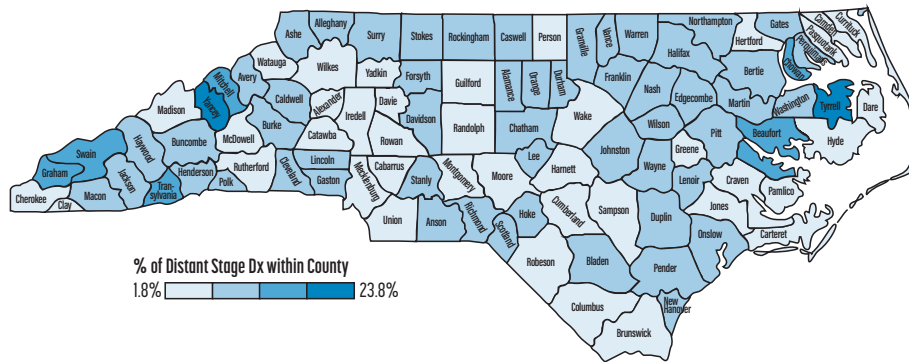 Ashe
Alleghany
Surry
Stokes
Rockingham
Caswell
Person
Granville
Vance
Warren
Northampton
Halifax
Hertford
Gates
Camden
Currituck
Pasquotank
Perquimans
Chowan
Watauga
Wilkes
Yadkin
Forsyth
Guilford
Alamance
Orange
Durham
Franklin
Nash
Edgecombe
Bertie
Martin
Washington
Tyrrell
Dare
Mitchell
Avery
Yancey
Madison
Caldwell
Alexander
Iredell
Davie
Davidson
Randolph
Chatham
Wake
Wilson
Pitt
Beaufort
Hyde
Burke
McDowell
Catawba
Rowan
Johnston
Greene
Swain
Haywood
Buncombe
Rutherford
Lincoln
Cleveland
Gaston
Cabarrus
Stanly
Montgomery
Moore
Lee
Harnett
Wayne
Lenoir
Craven
Pamlico
Graham
Jackson
Tran-
sylvania
Henderson
Polk
Mecklenburg
Cherokee
Clay
Macon
Union
Anson
Richmond
Scotland
Hoke
Cumberland
Sampson
Duplin
Jones
Onslow
Carteret
Robeson
Bladen
Pender
Columbus
New
Hanover
Brunswick
% of Distant Stage Dx within County
1.8%
23.8%